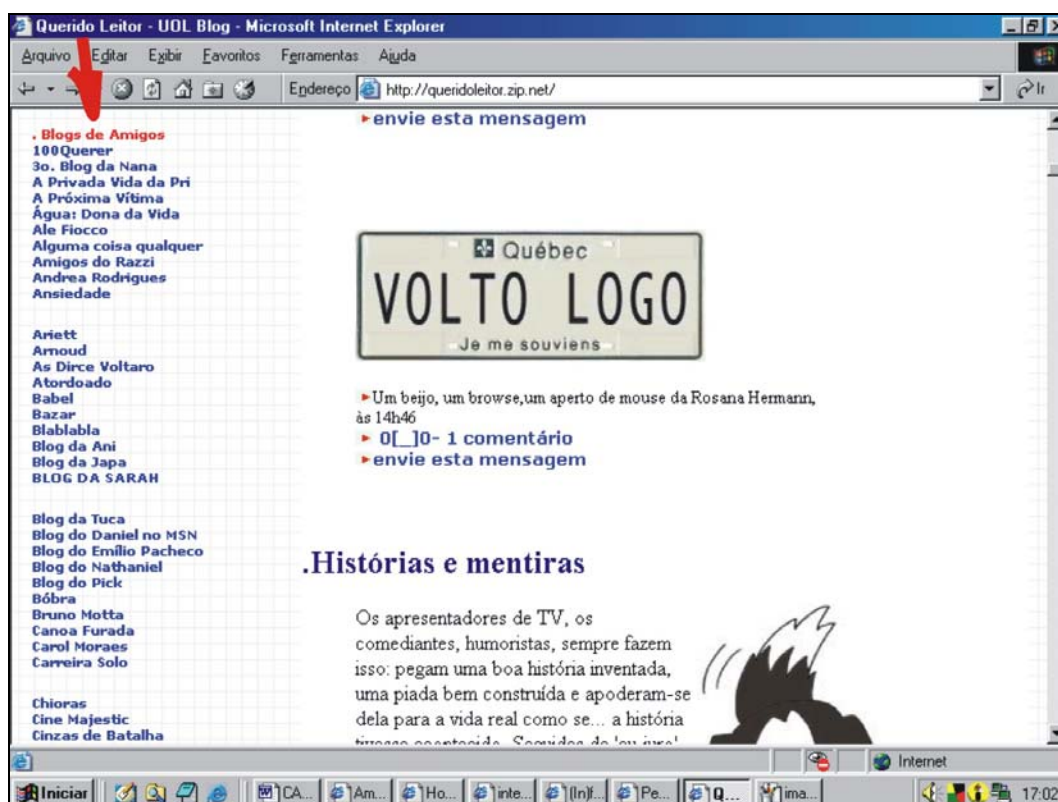 Querido Leitor - UOL Blog - Microsoft Internet Explorer
Arquivo Editar Exibir Favoritos Ferramentas Ajuda
Endereço http://queridoleitor.zip.net/ Ir
. Blogs de Amigos
100Querer
3o. Blog da Nana
A Privada Vida da Pri
A Próxima Vítima
Água: Dona da Vida
Ale Fiocco
Alguma coisa qualquer
Amigos do Razzi
Andrea Rodrigues
Ansiedade
Ariett
Arnoud
As Dirce Voltaro
Atordoado
Babel
Bazar
Blablabla
Blog da Ani
Blog da Japa
BLOG DA SARAH
Blog da Tuca
Blog do Daniel no MSN
Blog do Emílio Pacheco
Blog do Nathaniel
Blog do Pick
Bóbra
Bruno Motta
Canoa Furada
Carol Moraes
Carreira Solo
Chioras
Cine Majestic
Cinzas de Batalha
envie esta mensagem
Québec
VOLTO LOGO
Je me souviens
Um beijo, um browse,um aperto de mouse da Rosana Hermann,
às 14h46
0[_]0- 1 comentário
envie esta mensagem
.Histórias e mentiras
Os apresentadores de TV, os
comediantes, humoristas, sempre fazem
isso: pegam uma boa história inventada,
uma piada bem construída e apoderam-se
dela para a vida real como se... a história
Internet
Iniciar CA... Am... Ho... inte... (In)f... Pe... Q... ima... 17:02